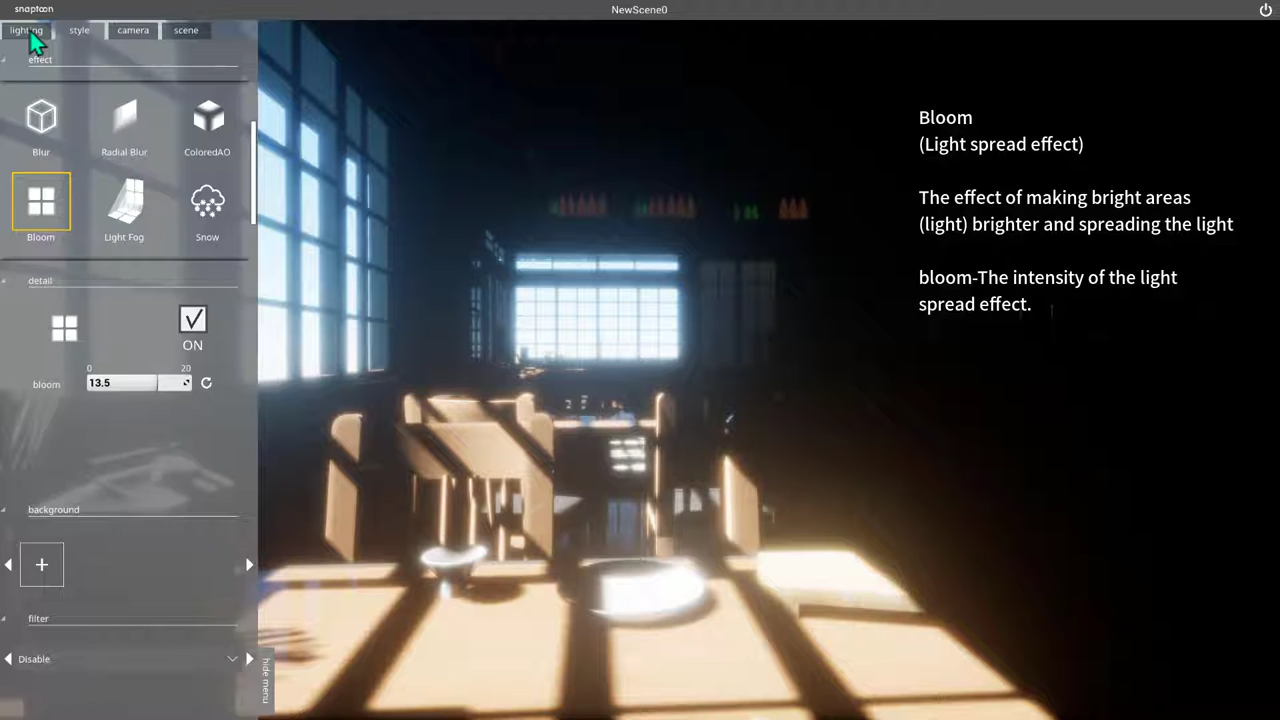 snaptoon
NewScene0
lighting
style
camera
scene
effect
Blur
Radial Blur
ColoredAO
Bloom
Light Fog
Snow
detail
ON
0
20
bloom
13.5
background
+
filter
Disable
hide menu
Bloom
(Light spread effect)
The effect of making bright areas
(light) brighter and spreading the light
bloom-The intensity of the light
spread effect.